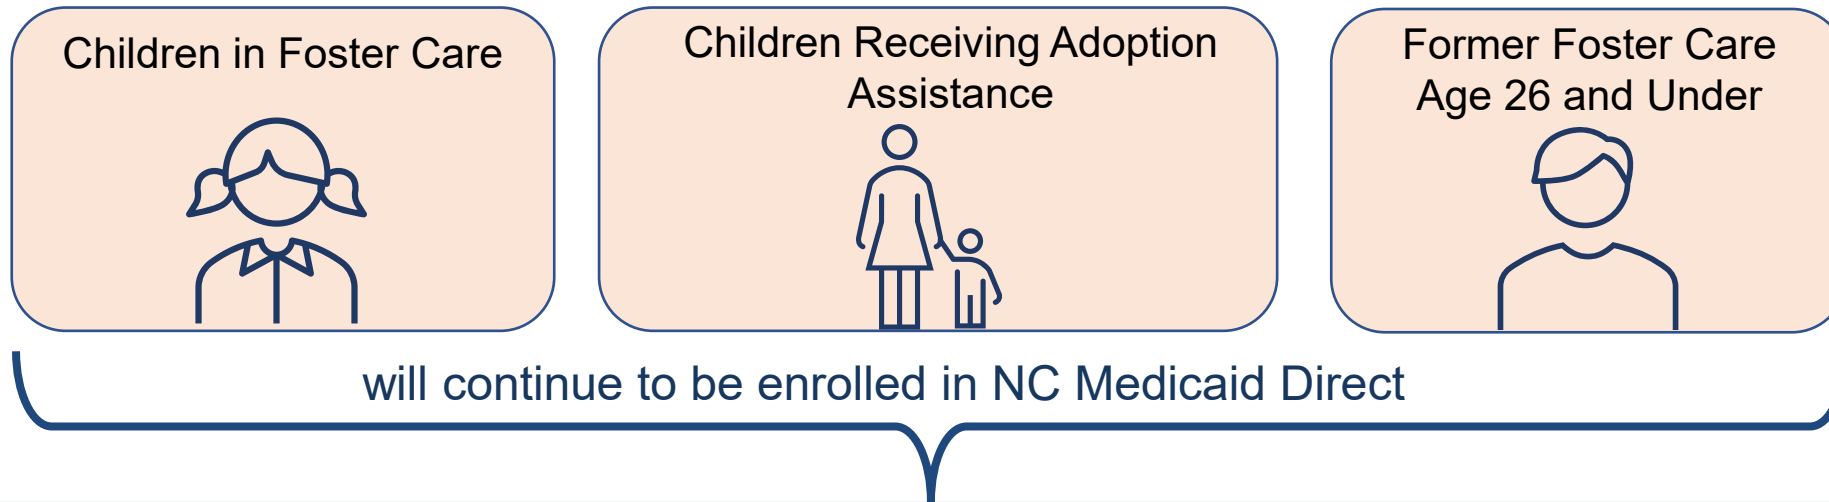 Children in Foster Care
Children Receiving Adoption
Assistance
Former Foster Care
Age 26 and Under
will continue to be enrolled in NC Medicaid Direct